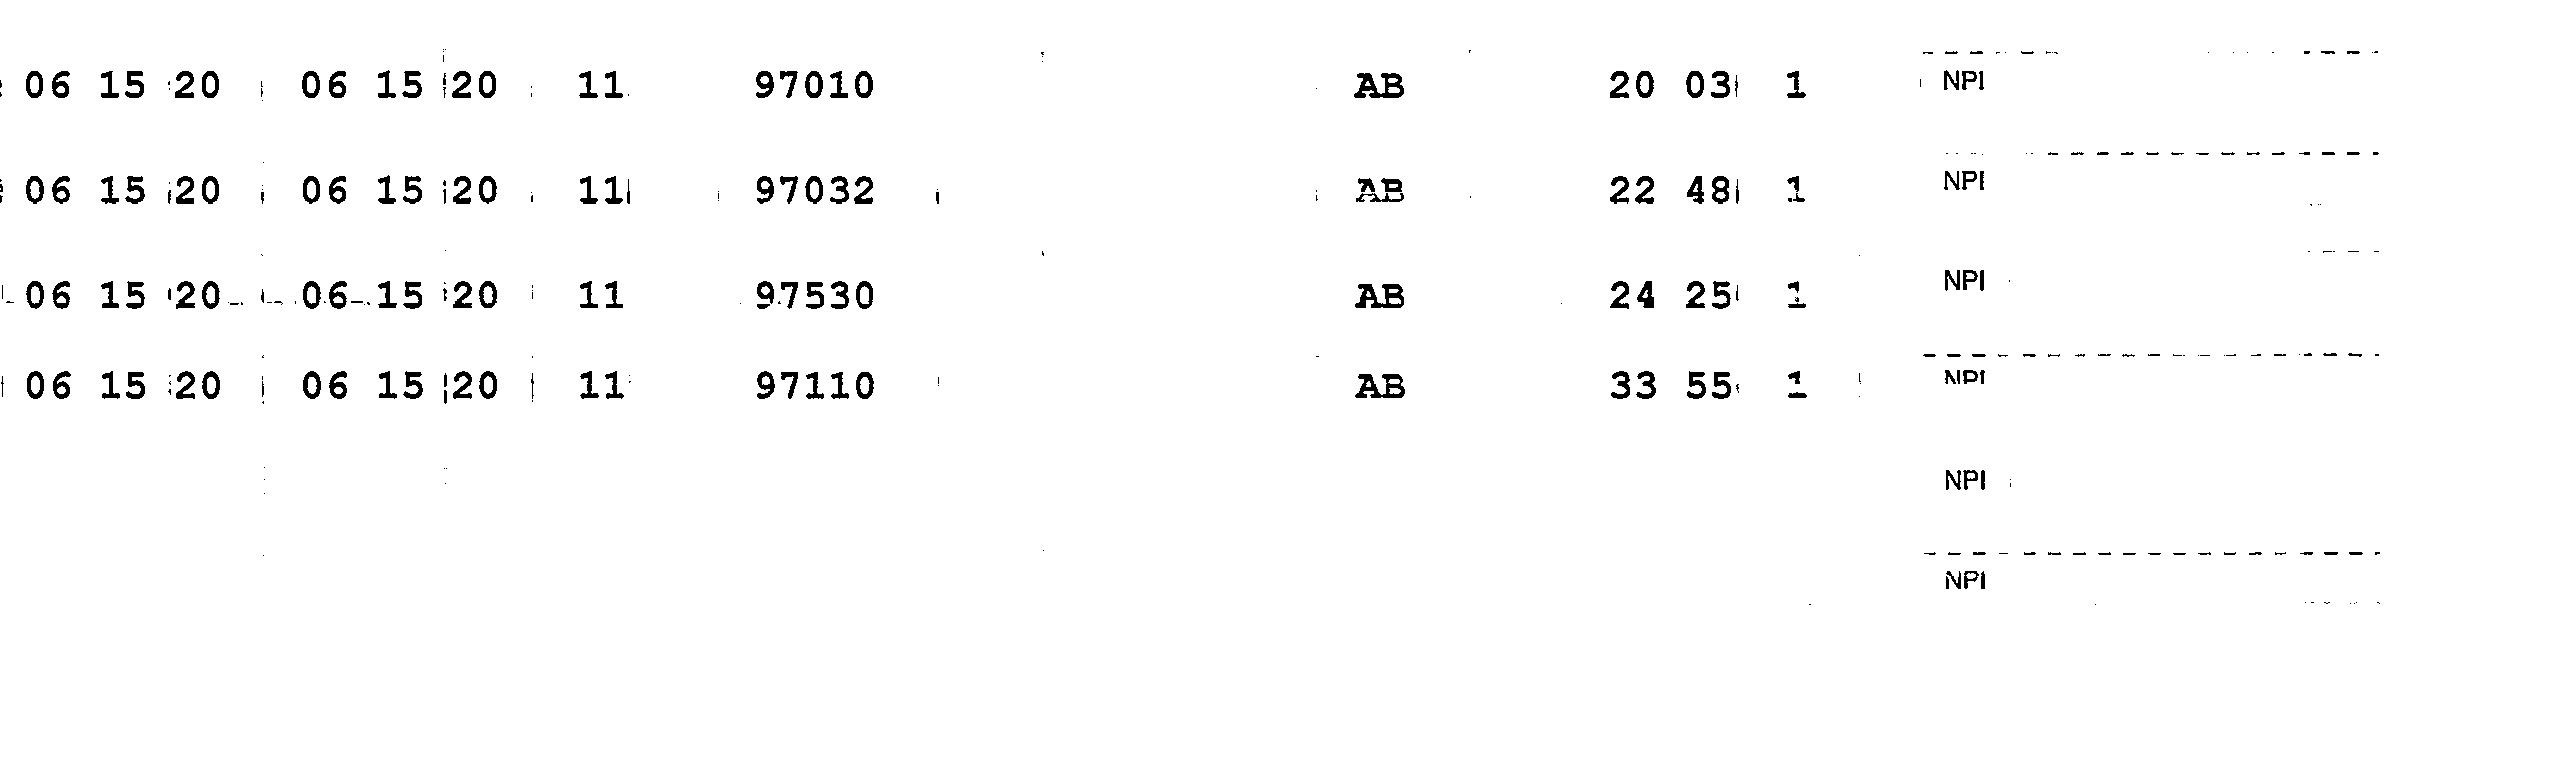 06 15 20 06 15 20 11 97010 AB 20 03 1 NPI
06 15 20 06 15 20 11 97032 AB 22 48 1 NPI
06 15 20 06 15 20 11 97530 AB 24 25 1 NPI
06 15 20 06 15 20 11 97110 AB 33 55 1 NPI
NPI
NPI